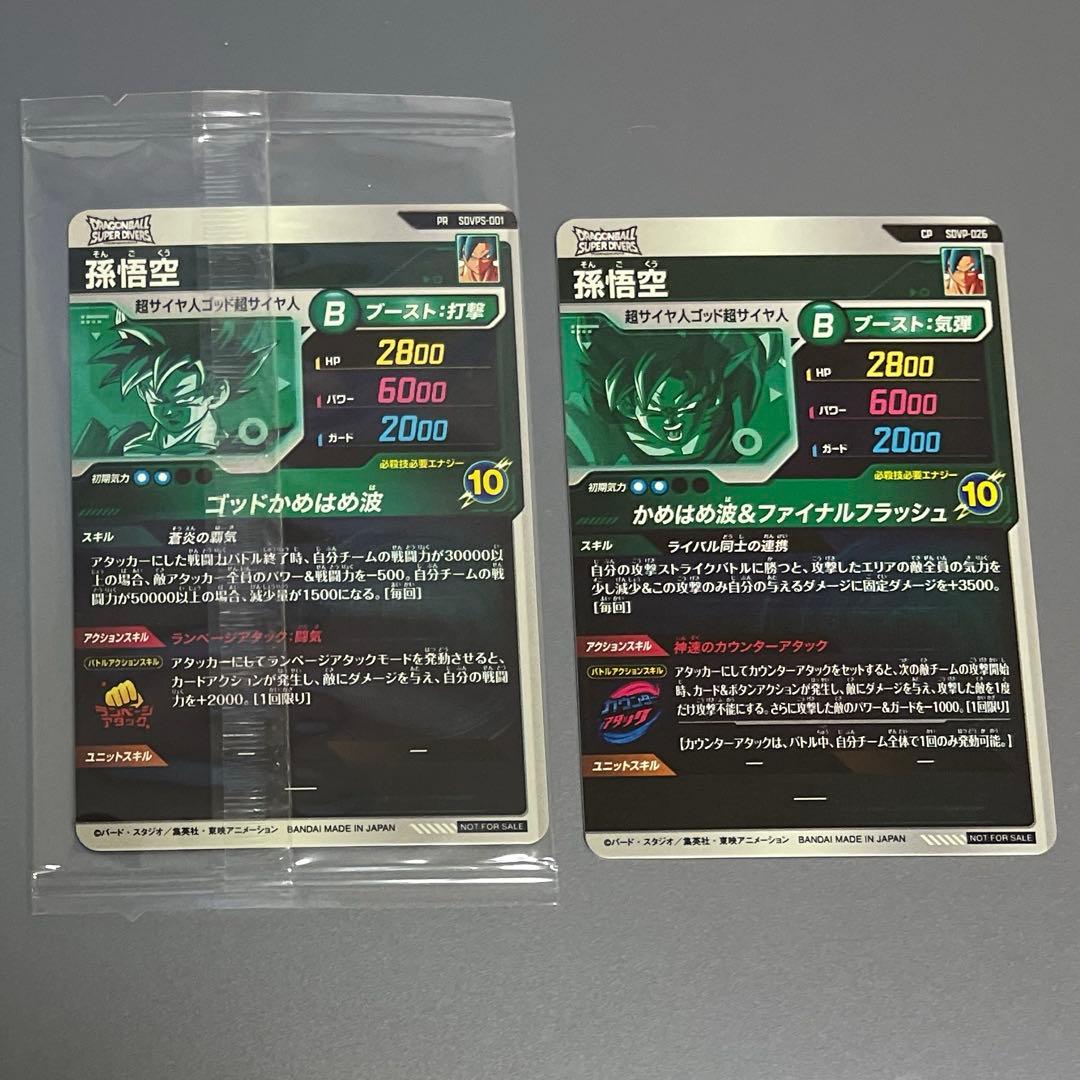 DRAGONBALL
SUPER DIVERS
PR SDVPS-001
そん ご くう
孫悟空
超サイヤ人ゴッド超サイヤ人
B ブースト:打撃
HP 2800
パワー 6000
ガード 2000
初期気力
必殺技必要エナジー
10
ゴッドかめはめ波
スキル 蒼炎の覇気
アタッカーにした戦闘力バトル終了時、自分チームの戦闘力が30000以
上の場合、敵アタッカー全員のパワー&戦闘力を-500。自分チームの戦
闘力が50000以上の場合、減少量が1500になる。[毎回]
アクションスキル ランページアタック:闘気
バトルアクションスキル
アタッカーにしてランページアタックモードを発動させると、
カードアクションが発生し、敵にダメージを与え、自分の戦闘
力を+2000。[1回限り]
ランページ
アタック
ユニットスキル
—
—
©バード・スタジオ/集英社・東映アニメーション BANDAI MADE IN JAPAN NOT FOR SALE
DRAGONBALL
SUPER DIVERS
CP SDVP-026
そん ご くう
孫悟空
超サイヤ人ゴッド超サイヤ人
B ブースト:気弾
HP 2800
パワー 6000
ガード 2000
初期気力
必殺技必要エナジー
10
かめはめ波&ファイナルフラッシュ
スキル ライバル同士の連携
自分の攻撃ストライクバトルに勝つと、攻撃したエリアの敵全員の気力を
少し減少&この攻撃のみ自分の与えるダメージに固定ダメージを+3500。
[毎回]
アクションスキル 神速のカウンターアタック
バトルアクションスキル
アタッカーにしてカウンターアタックをセットすると、次の敵チームの攻撃開始
時、カード&ボタンアクションが発生し、敵にダメージを与え、攻撃した敵を1度
だけ攻撃不能にする。さらに攻撃した敵のパワー&ガードを-1000。[1回限り]
カウンター
アタック
[カウンターアタックは、バトル中、自分チーム全体で1回のみ発動可能。]
ユニットスキル
— —
—
©バード・スタジオ/集英社・東映アニメーション BANDAI MADE IN JAPAN NOT FOR SALE